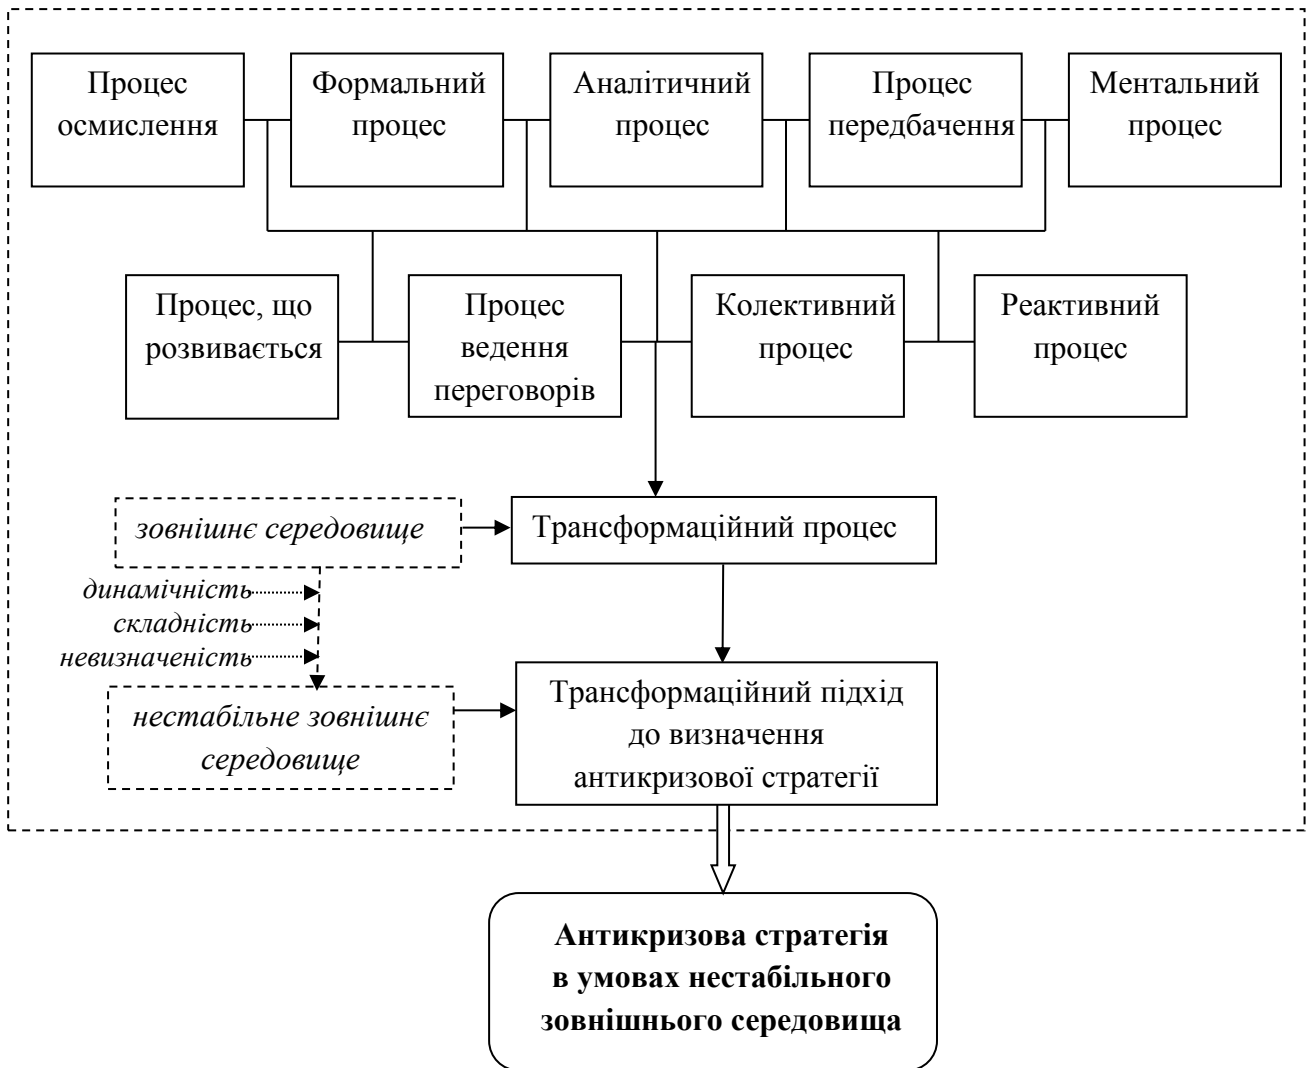 Процес
осмислення
Формальний
процес
Аналітичний
процес
Процес
передбачення
Ментальний
процес
Процес, що
розвивається
Процес
ведення
переговорів
Колективний
процес
Реактивний
процес
зовнішнє середовище
Трансформаційний процес
динамічність
складність
невизначеність
нестабільне зовнішнє
середовище
Трансформаційний підхід
до визначення
антикризової стратегії
Антикризова стратегія
в умовах нестабільного
зовнішнього середовища